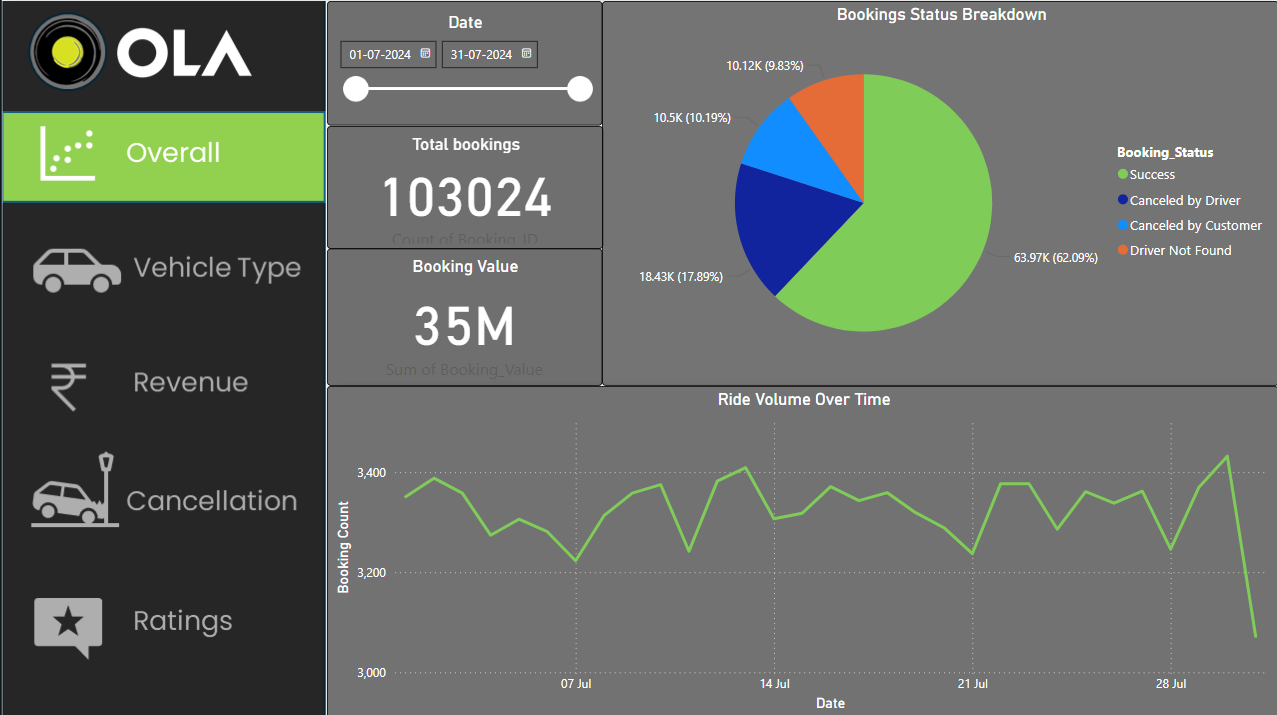 OLA
Overall
Vehicle Type
Revenue
Cancellation
Ratings
Date
01-07-2024
31-07-2024
Total bookings
103024
Count of Booking_ID
Booking Value
35M
Sum of Booking_Value
Bookings Status Breakdown
10.12K (9.83%)
10.5K (10.19%)
18.43K (17.89%)
63.97K (62.09%)
Booking_Status
Success
Canceled by Driver
Canceled by Customer
Driver Not Found
Ride Volume Over Time
Booking Count
3,400
3,200
3,000
07 Jul
14 Jul
21 Jul
28 Jul
Date